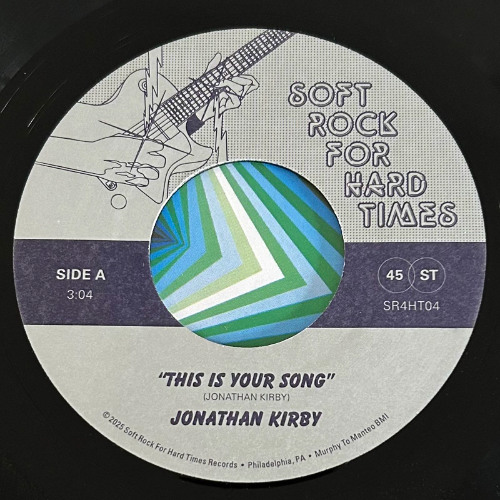 SOFT
ROCK
FOR
HARD
TIMES
SIDE A
3:04
45 ST
SR4HT04
"THIS IS YOUR SONG"
(JONATHAN KIRBY)
JONATHAN KIRBY
©2025 Soft Rock For Hard Times Records • Philadelphia, PA • Murphy To Manteo BMI